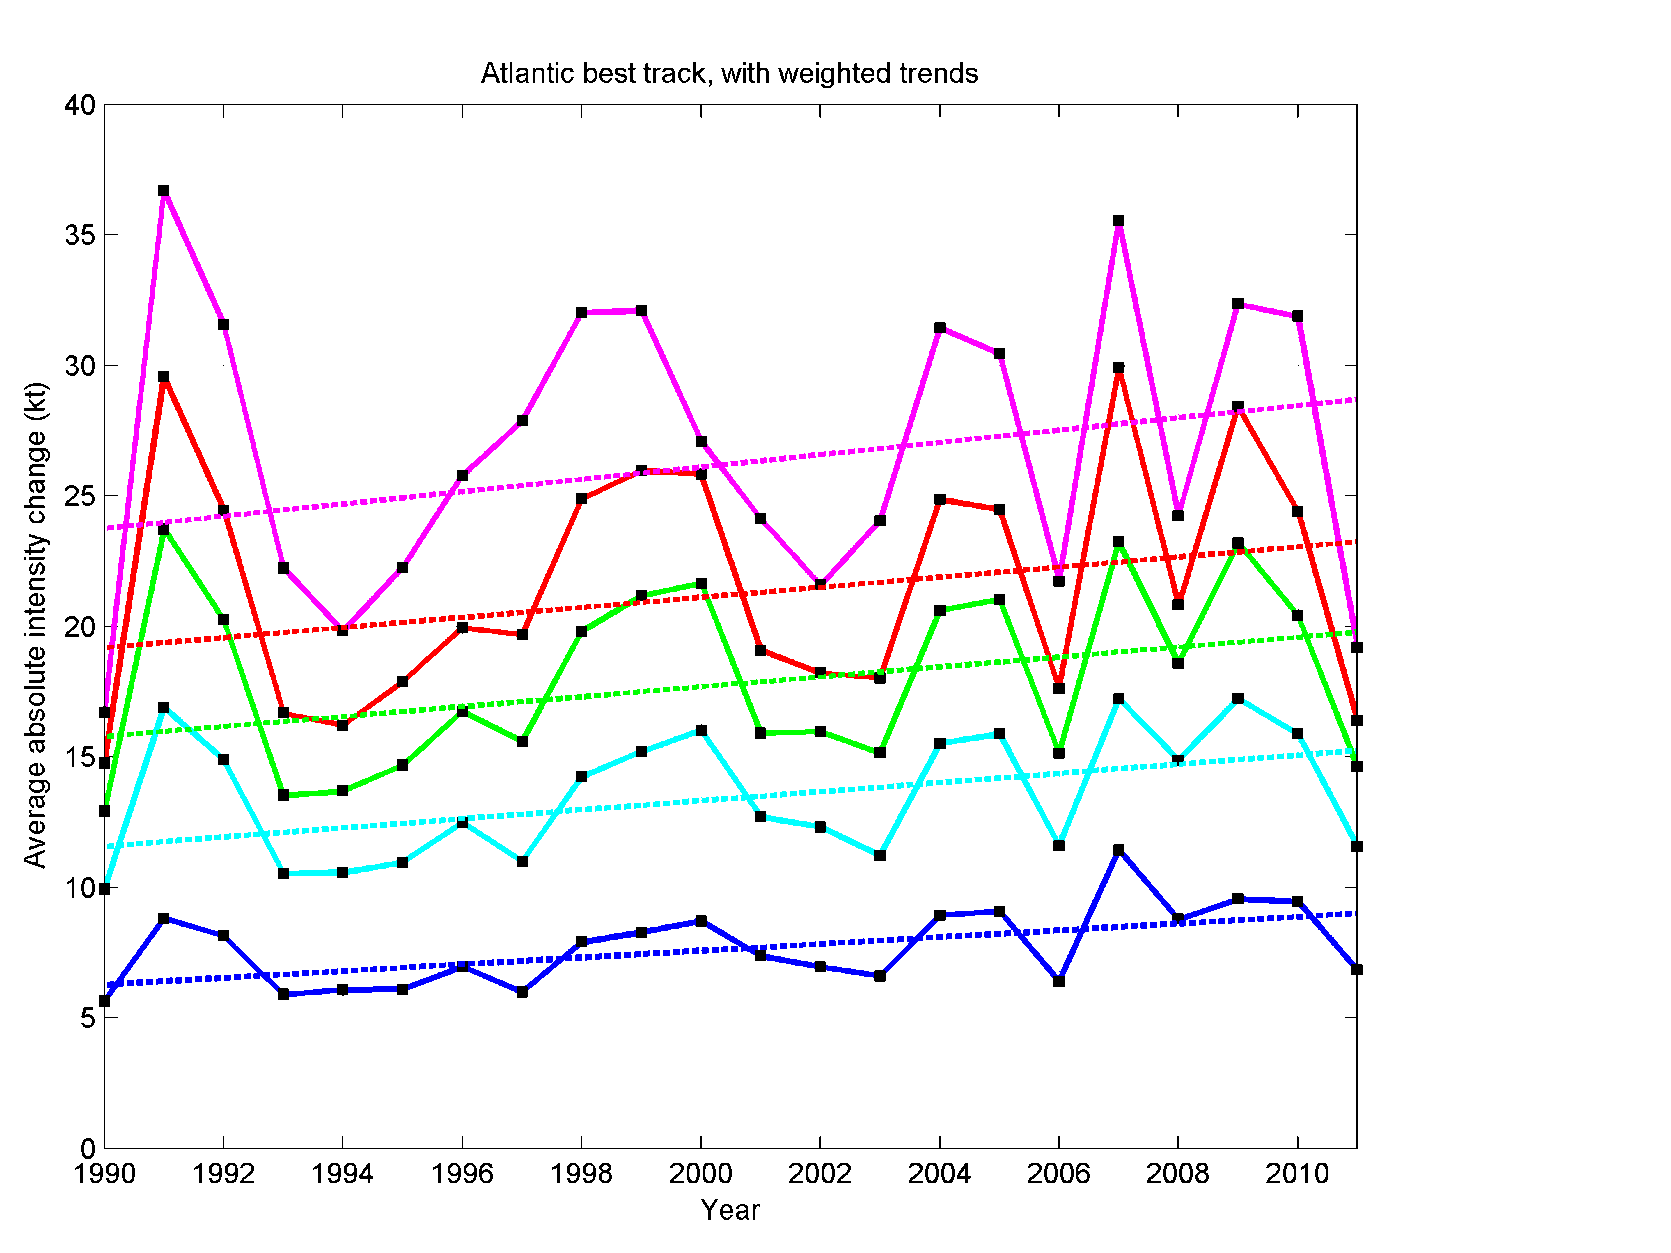 Atlantic best track, with weighted trends
40
35
30
25
20
15
10
5
0
Average absolute intensity change (kt)
1990 1992 1994 1996 1998 2000 2002 2004 2006 2008 2010
Year